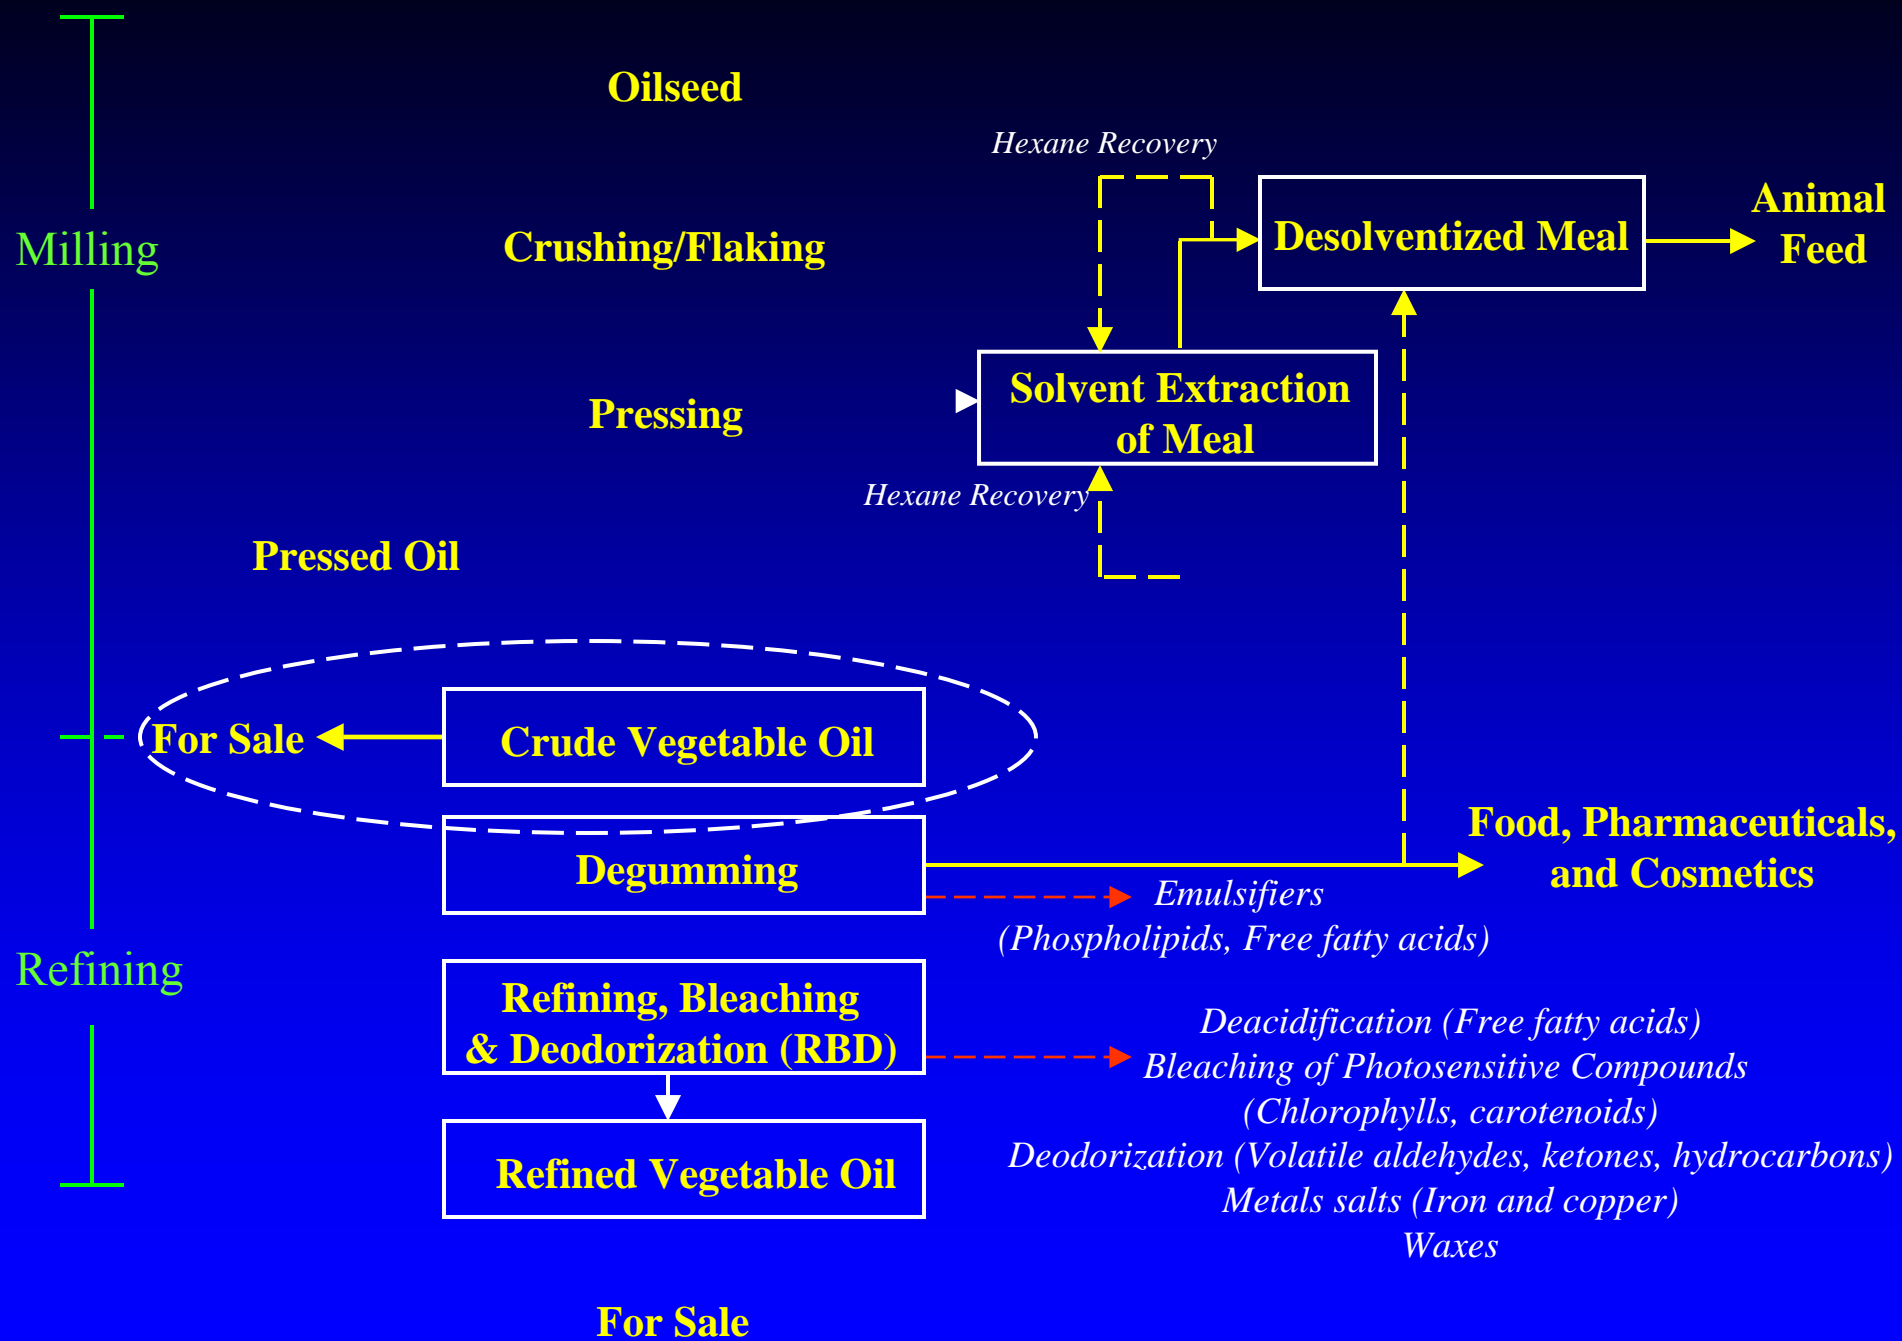 Oilseed
Hexane Recovery
Milling
Crushing/Flaking
Desolventized Meal
Animal
Feed
Pressing
Solvent Extraction
of Meal
Hexane Recovery
Pressed Oil
For Sale
Crude Vegetable Oil
Degumming
Food, Pharmaceuticals,
and Cosmetics
Emulsifiers
(Phospholipids, Free fatty acids)
Refining
Refining, Bleaching
& Deodorization (RBD)
Deacidification (Free fatty acids)
Bleaching of Photosensitive Compounds
(Chlorophylls, carotenoids)
Deodorization (Volatile aldehydes, ketones, hydrocarbons)
Metals salts (Iron and copper)
Waxes
Refined Vegetable Oil
For Sale